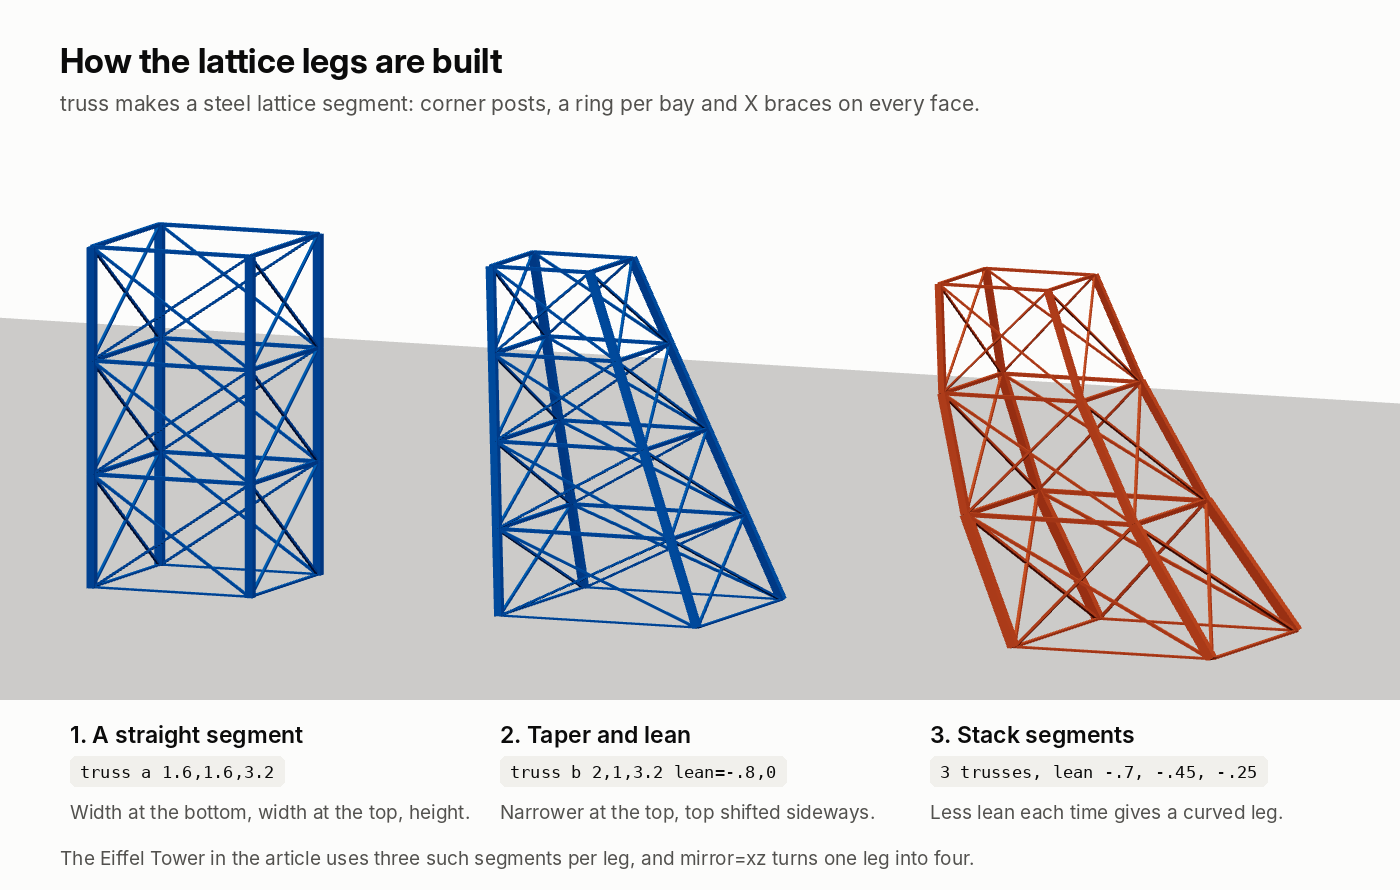 How the lattice legs are built
truss makes a steel lattice segment: corner posts, a ring per bay and X braces on every face.
1. A straight segment
truss a 1.6,1.6,3.2
Width at the bottom, width at the top, height.
2. Taper and lean
truss b 2,1,3.2 lean=-.8,0
Narrower at the top, top shifted sideways.
3. Stack segments
3 trusses, lean -.7, -.45, -.25
Less lean each time gives a curved leg.
The Eiffel Tower in the article uses three such segments per leg, and mirror=xz turns one leg into four.